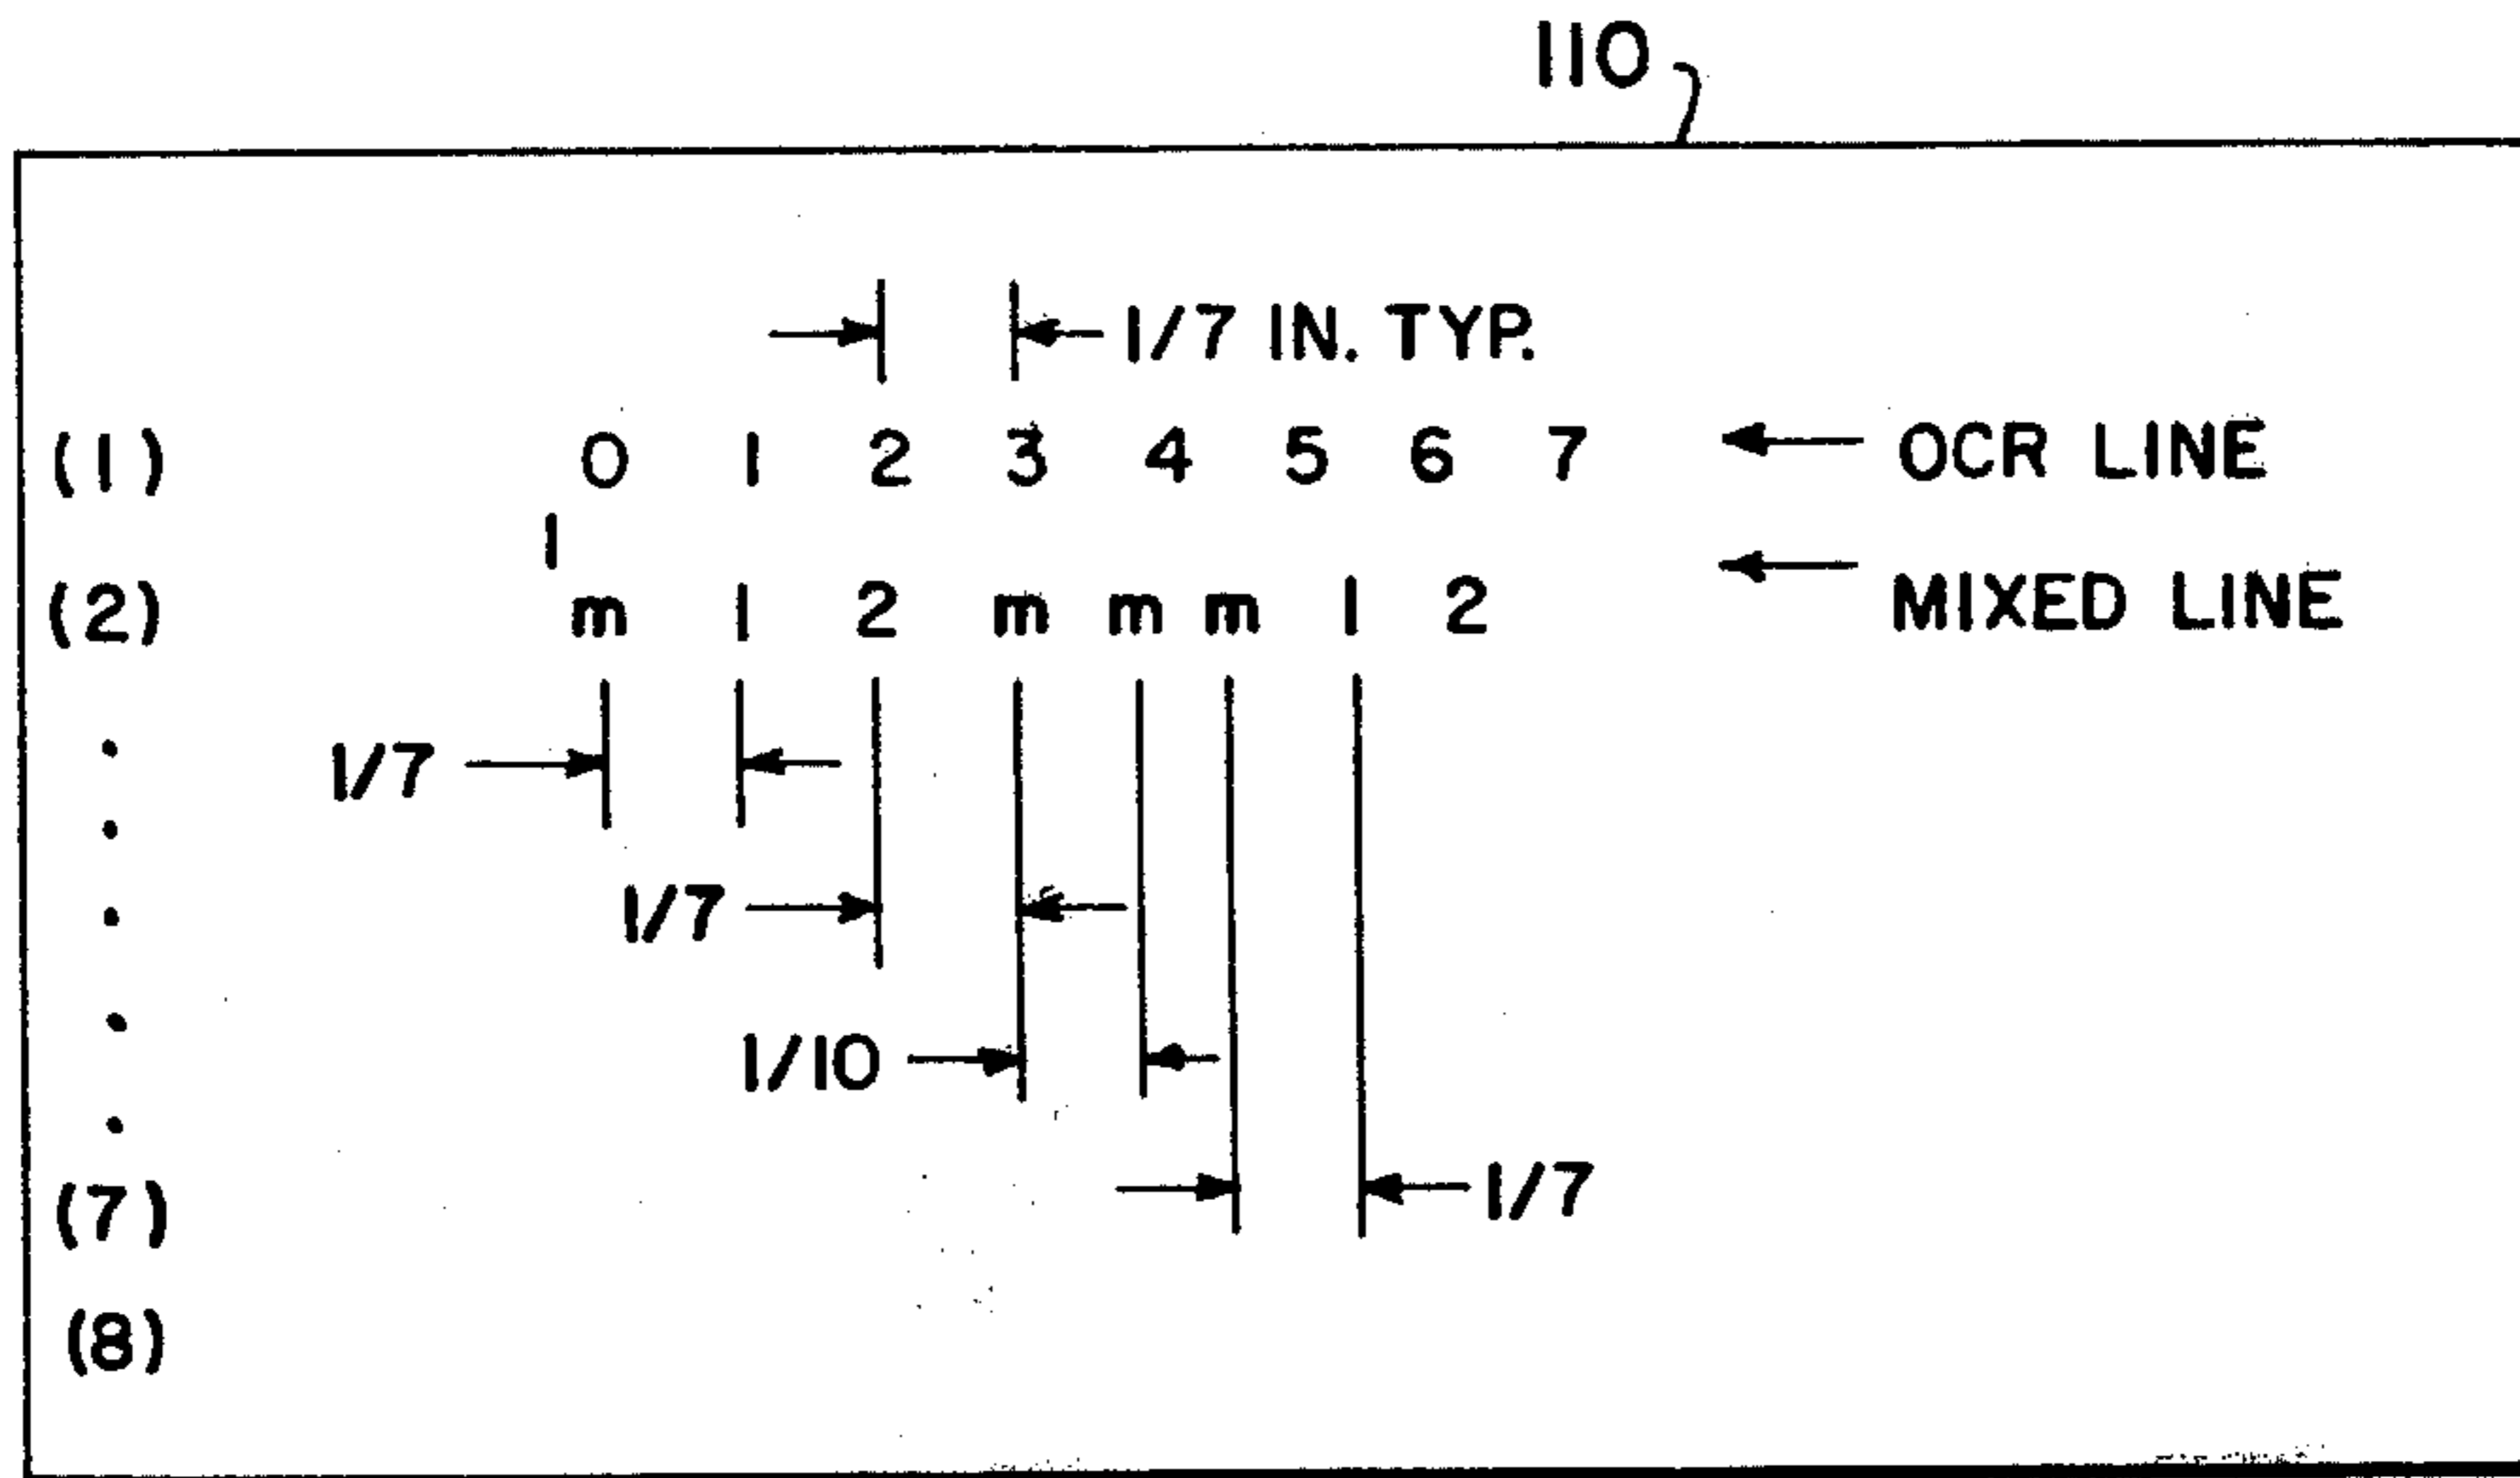 110
1/7 IN. TYP.
(1) 0 1 2 3 4 5 6 7 OCR LINE
1
(2) m 1 2 m m m 1 2 MIXED LINE
1/7
1/7
1/10
(7) 1/7
(8)